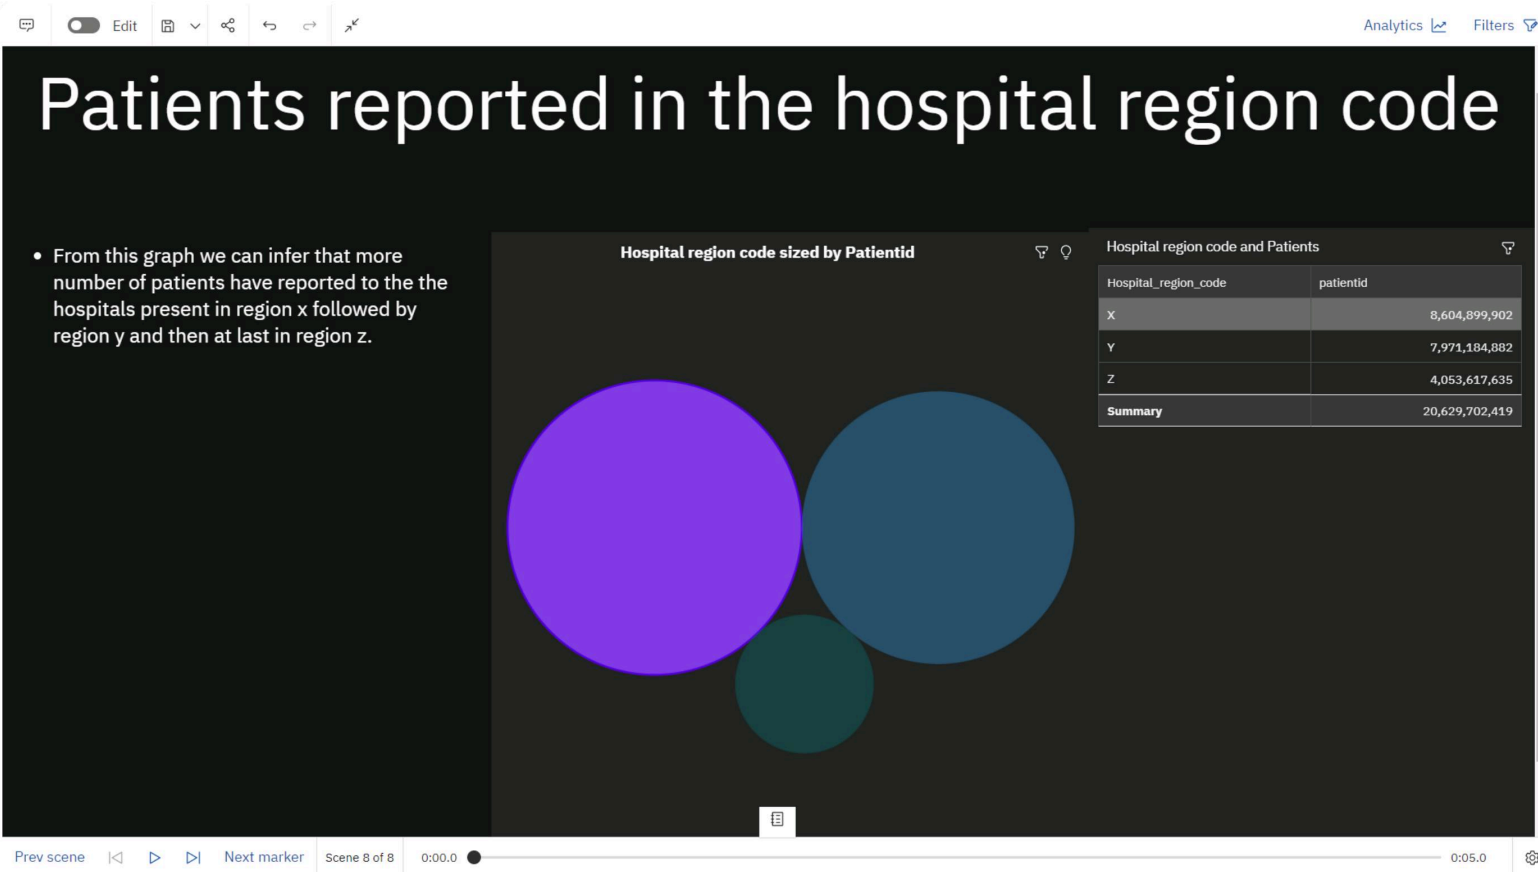 Edit
Analytics
Filters
Patients reported in the hospital region code
• From this graph we can infer that more
number of patients have reported to the the
hospitals present in region x followed by
region y and then at last in region z.
Hospital region code sized by Patientid
Hospital region code and Patients
Hospital_region_code patientid
X 8,604,899,902
Y 7,971,184,882
Z 4,053,617,635
Summary 20,629,702,419
Prev scene Next marker Scene 8 of 8 0:00.0 0:05.0